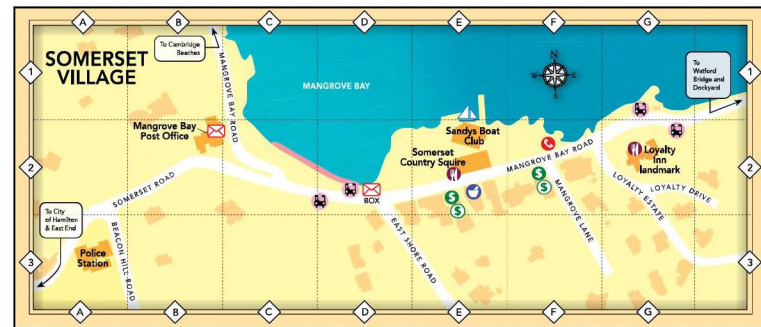 A B C D E F G
SOMERSET
VILLAGE
To Cambridge
Beaches
MANGROVE BAY ROAD
MANGROVE BAY
N
W E
S
To
Watford
Bridge and
Dockyard
1
1
Mangrove Bay
Post Office
Sandys Boat
Club
Somerset
Country Squire
MANGROVE BAY ROAD
Loyalty
Inn
landmark
2
2
SOMERSET ROAD
BOX
$
$
$
$
LOYALTY DRIVE
LOYALTY ESTATE
MANGROVE LANE
To City
of Hamilton
& East End
BEACON HILL ROAD
EAST SHORE ROAD
Police
Station
3
3
A B C D E F G